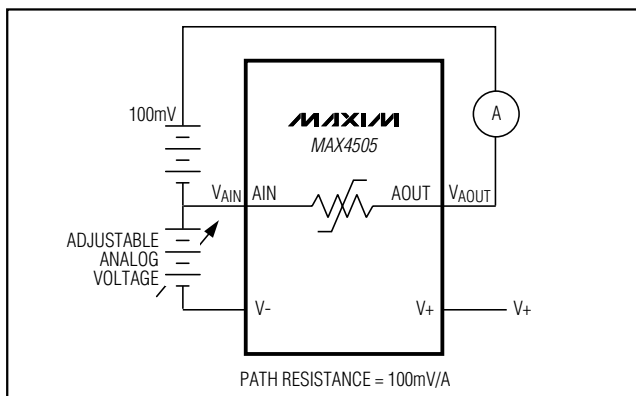 100mV
A
MAXIM
MAX4505
VAIN
AIN
AOUT
VAOUT
ADJUSTABLE
ANALOG
VOLTAGE
V-
V+
V+
PATH RESISTANCE = 100mV/A